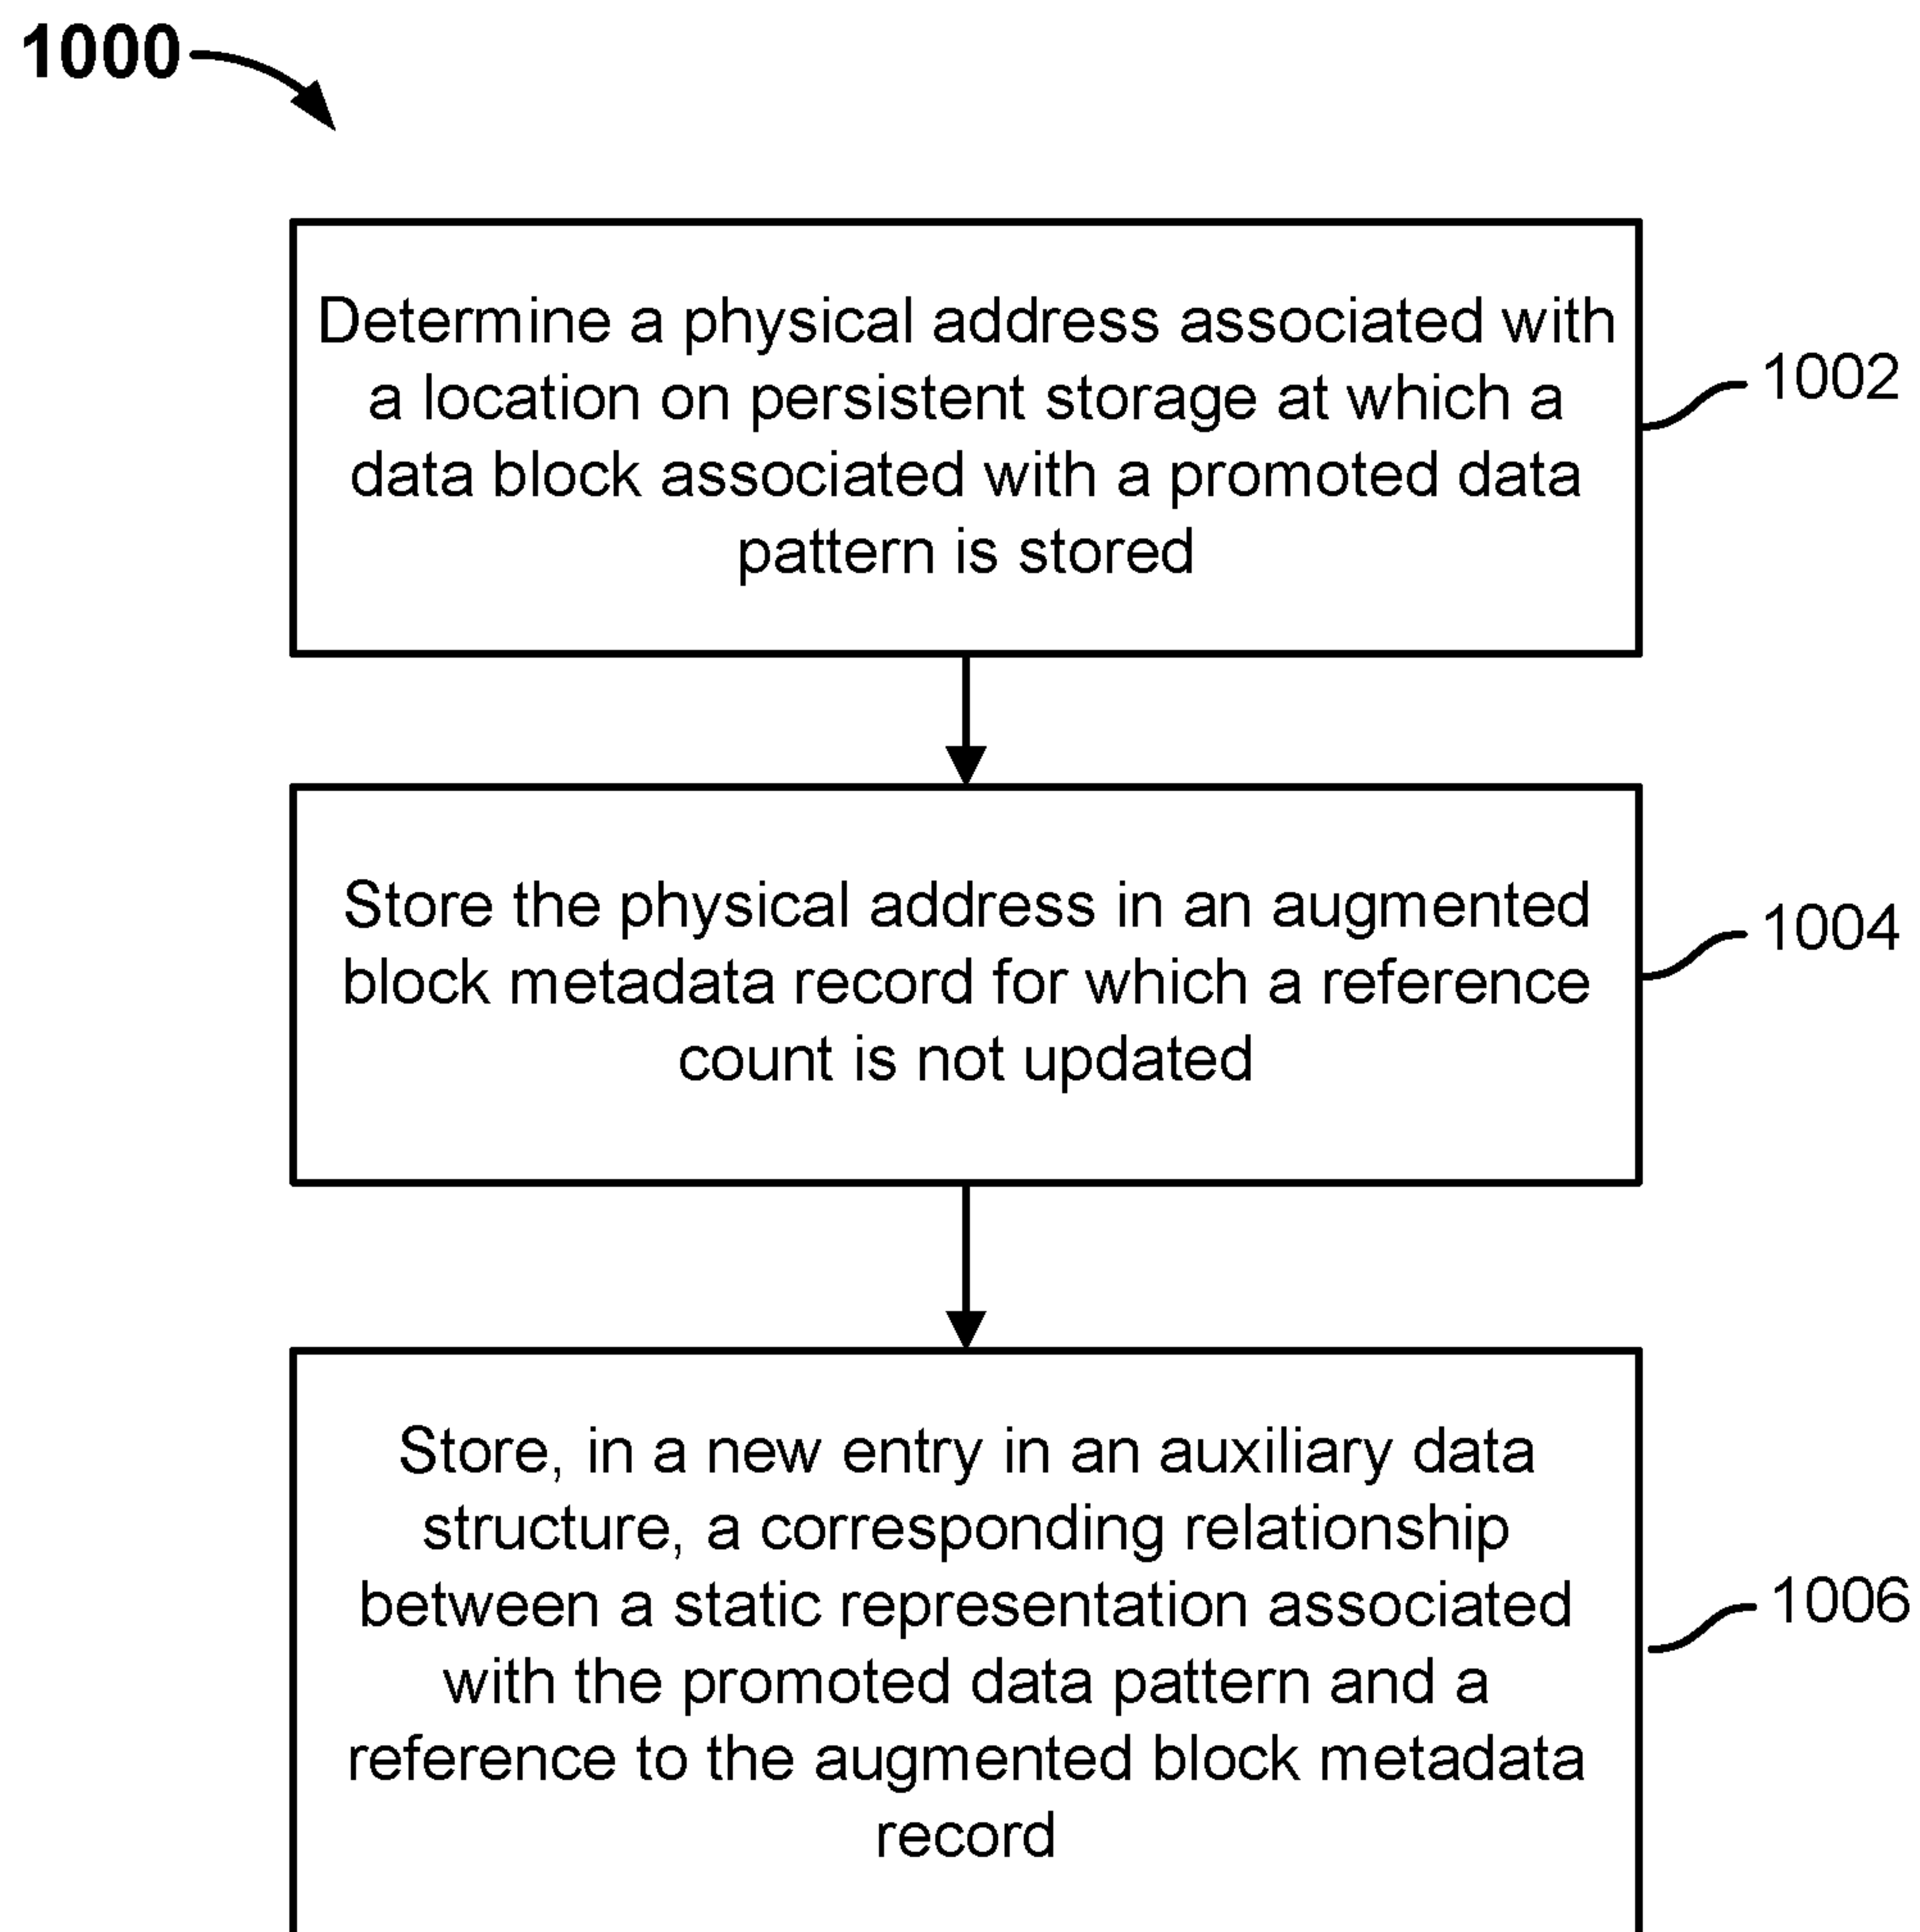 1000
Determine a physical address associated with
a location on persistent storage at which a
data block associated with a promoted data
pattern is stored
1002
Store the physical address in an augmented
block metadata record for which a reference
count is not updated
1004
Store, in a new entry in an auxiliary data
structure, a corresponding relationship
between a static representation associated
with the promoted data pattern and a
reference to the augmented block metadata
record
1006